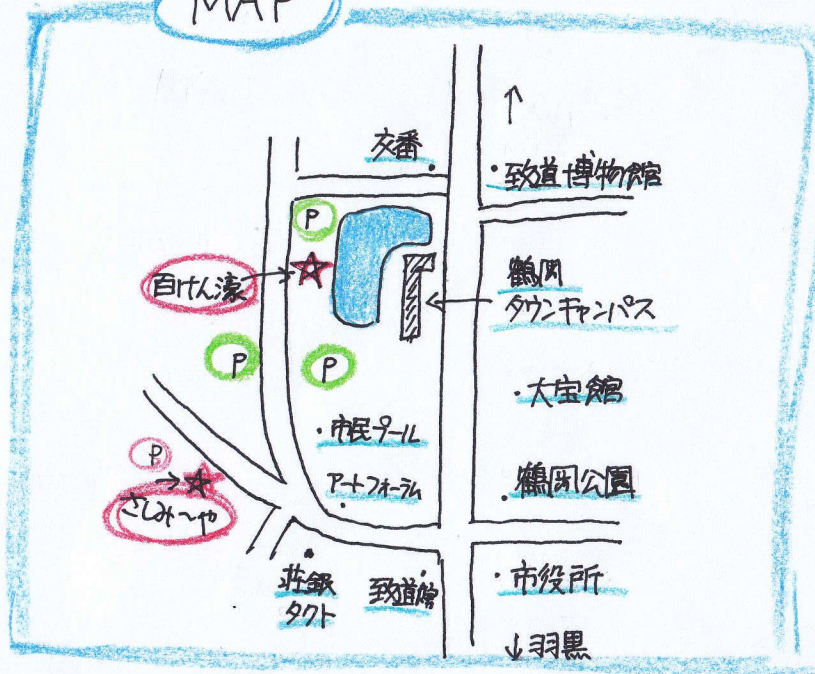 MAP
↑
交番
致道博物館
P
百けん濠
鶴岡
タウンキャンパス
P
P
大宝館
市民プール
P
アートフォーラム
鶴岡公園
さしみ〜や
荘銀
タクト
致道館
市役所
↓羽黒